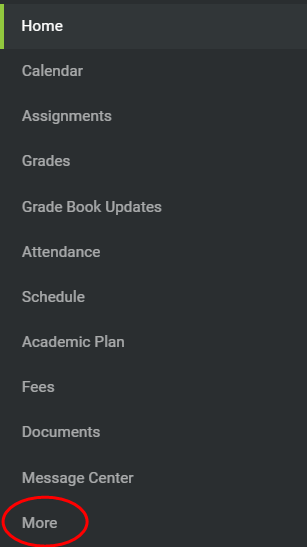 Home
Calendar
Assignments
Grades
Grade Book Updates
Attendance
Schedule
Academic Plan
Fees
Documents
Message Center
More